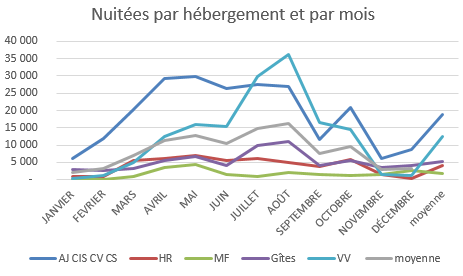 Nuitées par hébergement et par mois
40 000
35 000
30 000
25 000
20 000
15 000
10 000
5 000
-
JANVIER
FEVRIER
MARS
AVRIL
MAI
JUIN
JUILLET
AOÛT
SEPTEMBRE
OCTOBRE
NOVEMBRE
DÉCEMBRE
moyenne
AJ CIS CV CS HR MF Gîtes VV moyenne